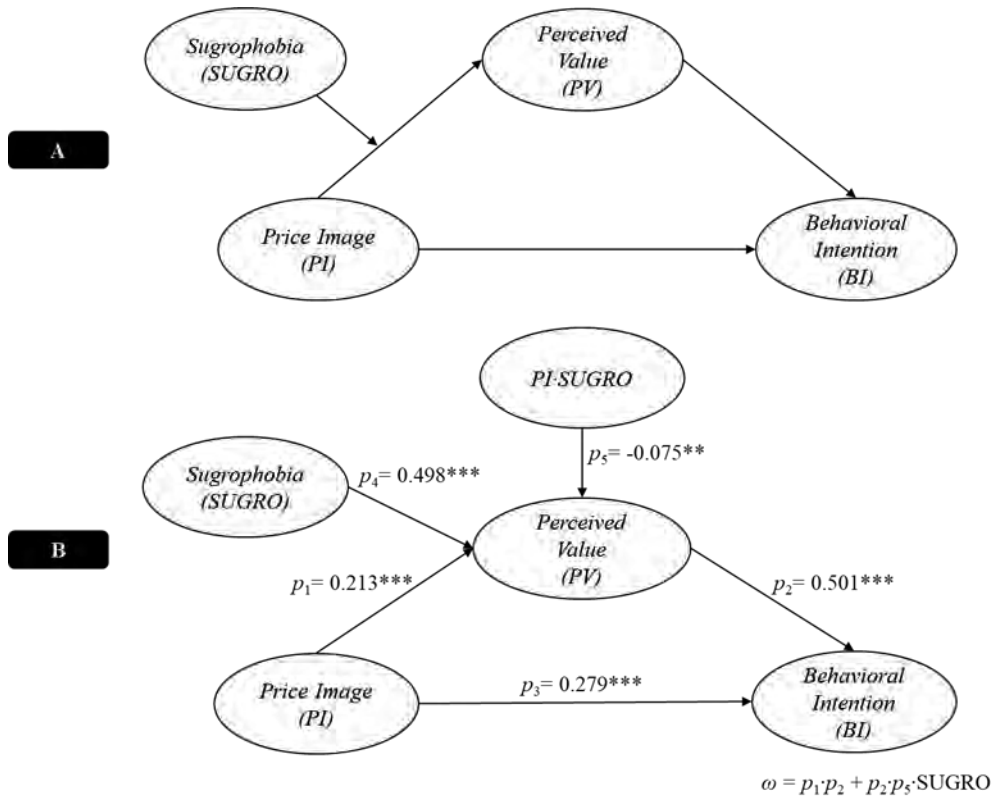 Sugrophobia
(SUGRO)
Perceived
Value
(PV)
A
Price Image
(PI)
Behavioral
Intention
(BI)
PI·SUGRO
p₅= -0.075**
Sugrophobia
(SUGRO)
p₄= 0.498***
Perceived
Value
(PV)
B
p₁= 0.213***
p₂= 0.501***
Price Image
(PI)
p₃= 0.279***
Behavioral
Intention
(BI)
ω = p₁·p₂ + p₂·p₅·SUGRO